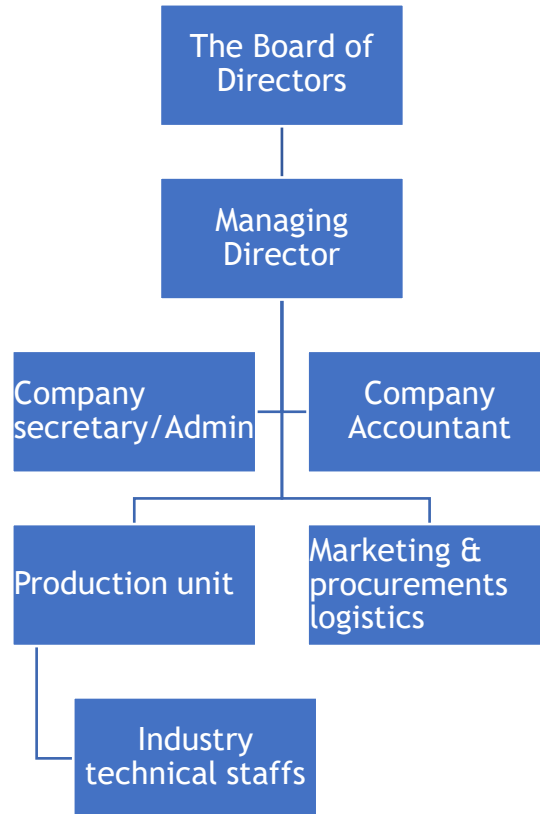 The Board of
Directors
Managing
Director
Company
secretary/Admin
Company
Accountant
Production unit
Marketing &
procurements
logistics
Industry
technical staffs